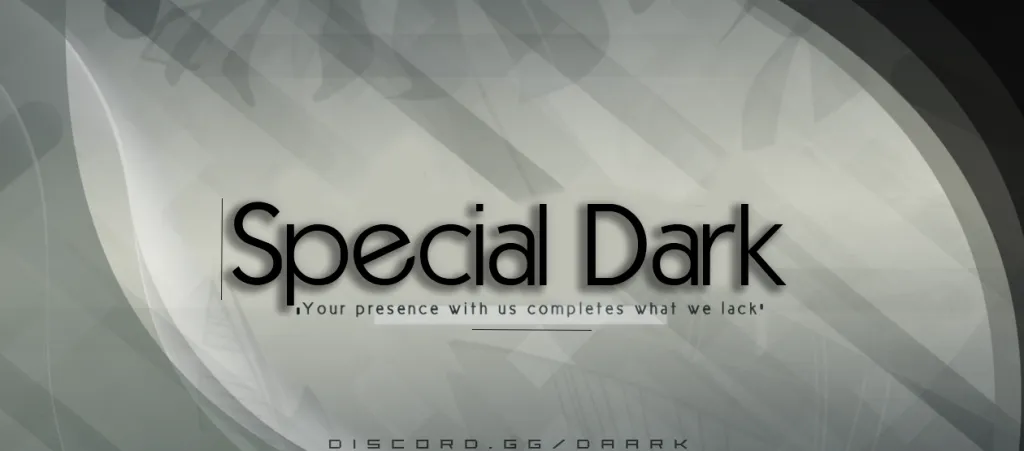 Special Dark
'Your presence with us completes what we lack'
DISCORD.GG/DAARK